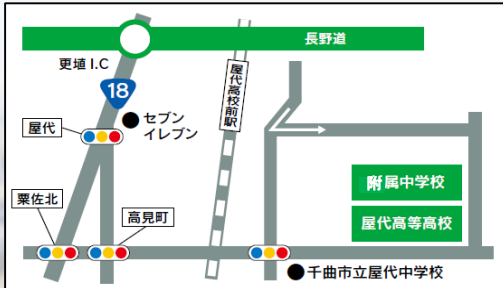 長野道
更埴 I.C
18
セブン
イレブン
屋代高校前駅
屋代
粟佐北
高見町
附属中学校
屋代高等高校
千曲市立屋代中学校